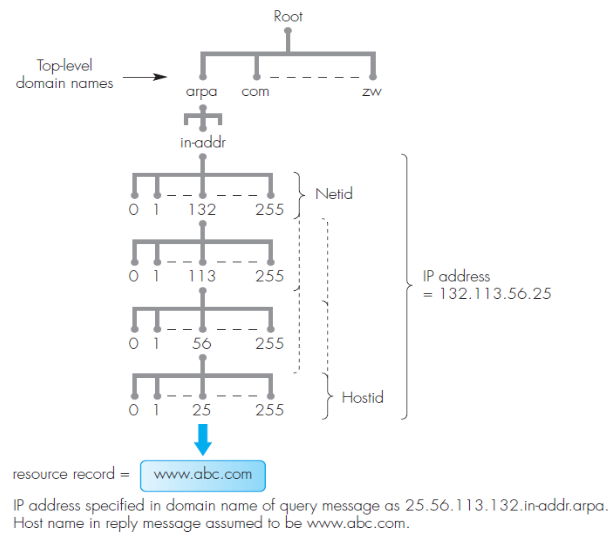 Root
Top-level
domain names
arpa com zw
in-addr
0 1 132 255
Netid
0 1 113 255
IP address
= 132.113.56.25
0 1 56 255
Hostid
0 1 25 255
resource record = www.abc.com
IP address specified in domain name of query message as 25.56.113.132.in-addr.arpa.
Host name in reply message assumed to be www.abc.com.